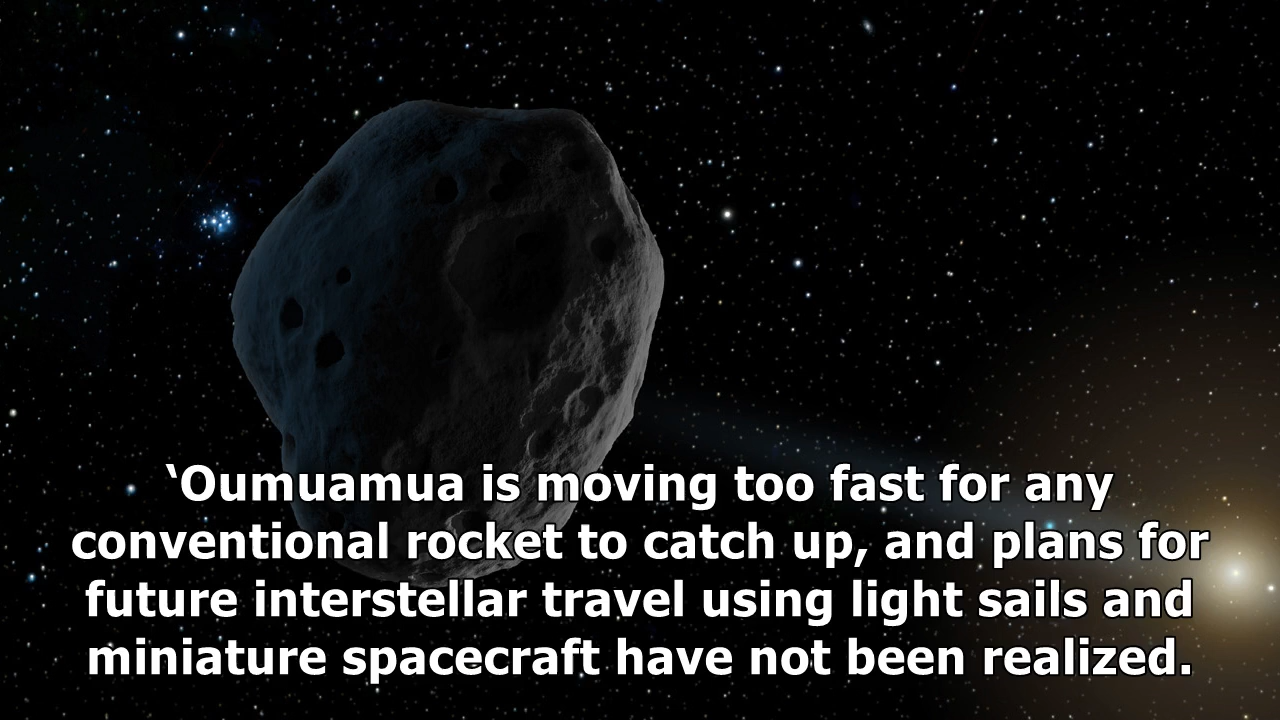 ‘Oumuamua is moving too fast for any
conventional rocket to catch up, and plans for
future interstellar travel using light sails and
miniature spacecraft have not been realized.